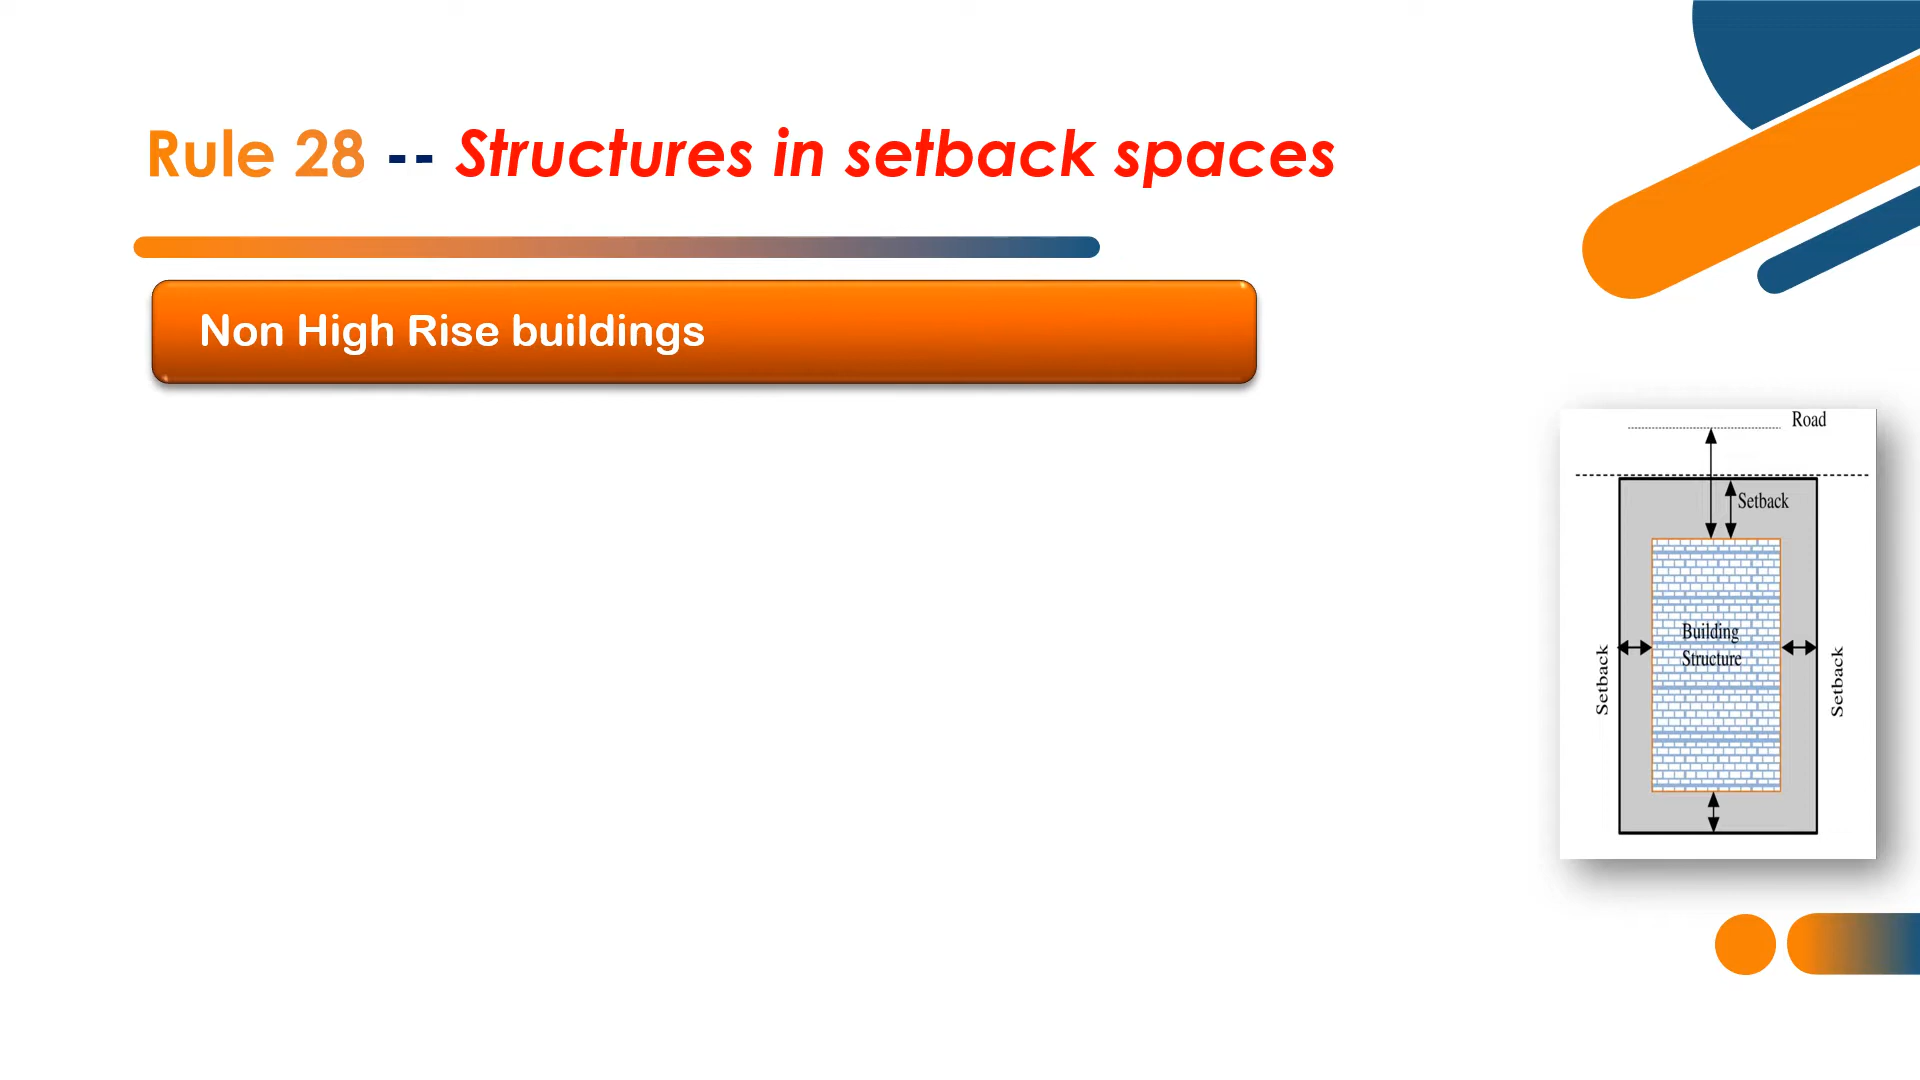 Rule 28 -- Structures in setback spaces
Non High Rise buildings
Road
Setback
Building
Structure
Setback
Setback